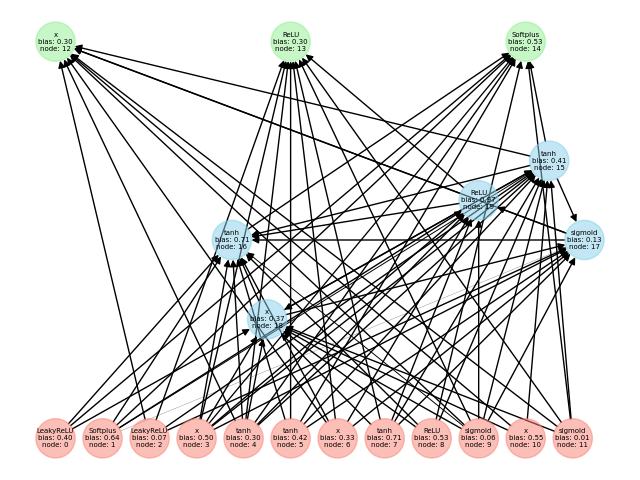 x
bias: 0.30
node: 12
ReLU
bias: 0.30
node: 13
Softplus
bias: 0.53
node: 14
tanh
bias: 0.41
node: 15
ReLU
bias:
node:
tanh
bias: 0.71
node: 16
sigmoid
bias: 0.13
node: 17
x
bias: 0.37
node: 18
LeakyReLU
bias: 0.40
node: 0
Softplus
bias: 0.64
node: 1
LeakyReLU
bias: 0.07
node: 2
x
bias: 0.50
node: 3
tanh
bias: 0.30
node: 4
tanh
bias: 0.42
node: 5
x
bias: 0.33
node: 6
tanh
bias: 0.71
node: 7
ReLU
bias: 0.53
node: 8
sigmoid
bias: 0.06
node: 9
x
bias: 0.55
node: 10
sigmoid
bias: 0.01
node: 11